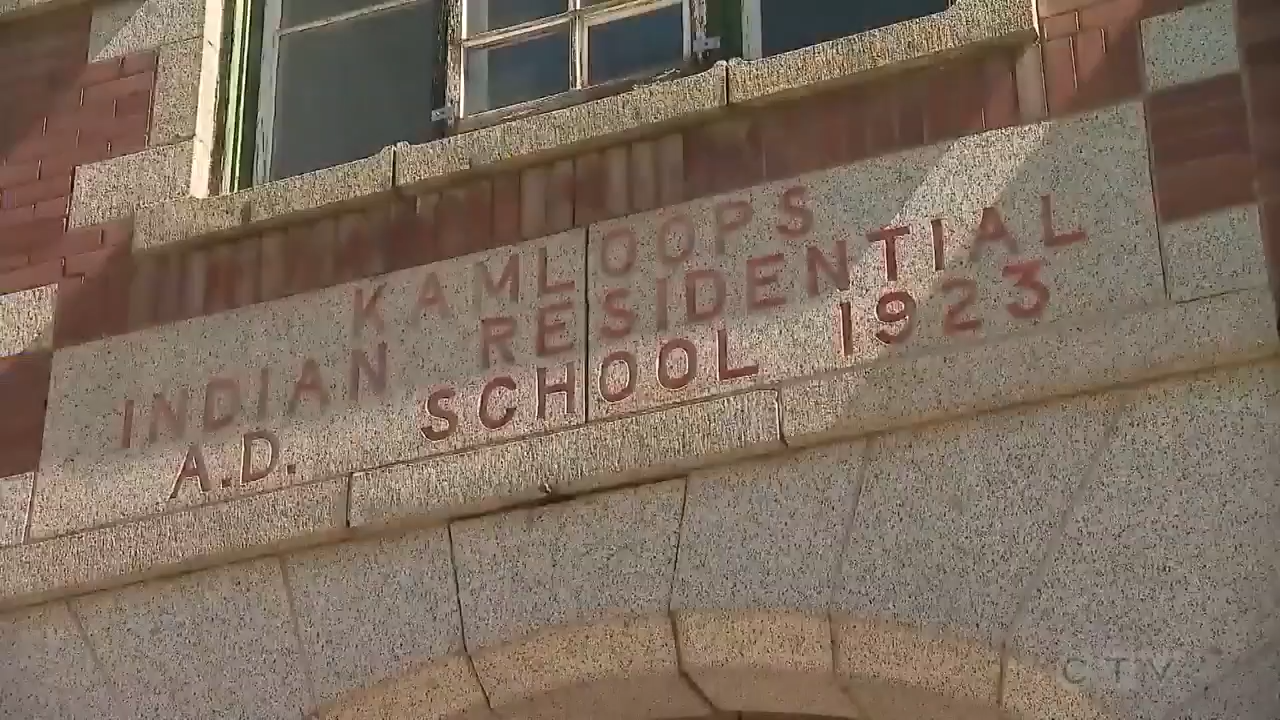 KAMLOOPS
INDIAN RESIDENTIAL
A.D. SCHOOL 1923
CTV